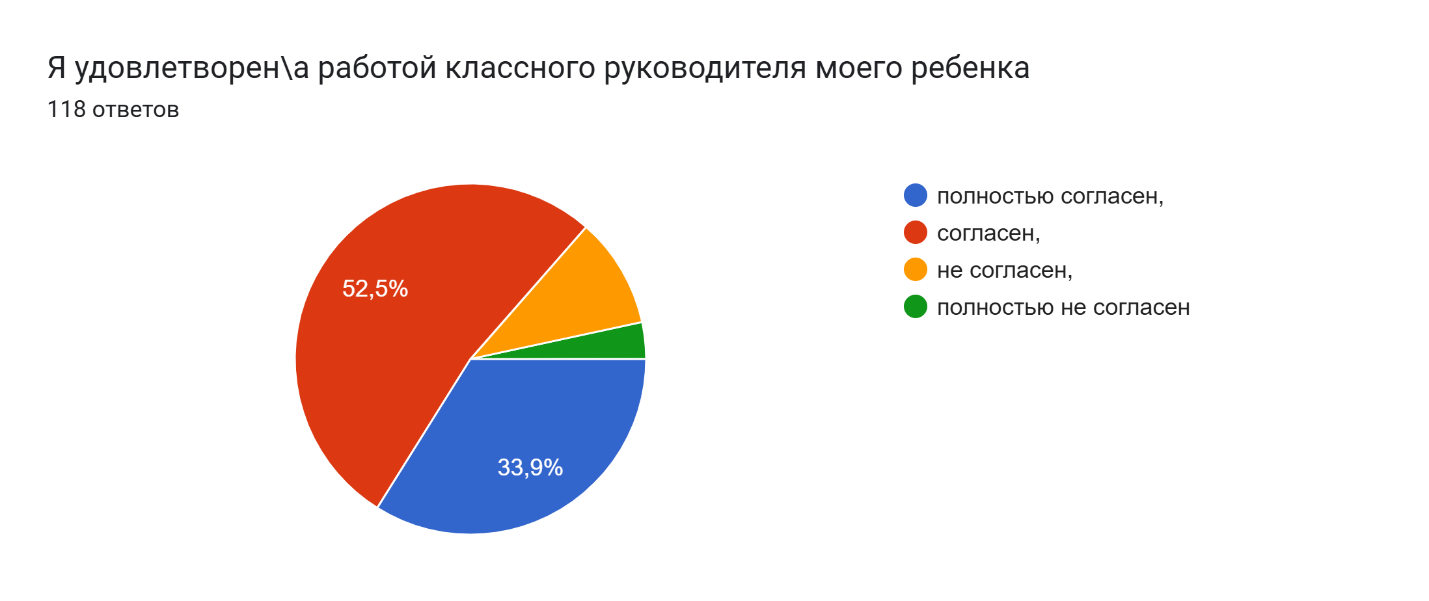 Я удовлетворен\а работой классного руководителя моего ребенка
118 ответов
полностью согласен,
согласен,
не согласен,
полностью не согласен
52,5%
33,9%